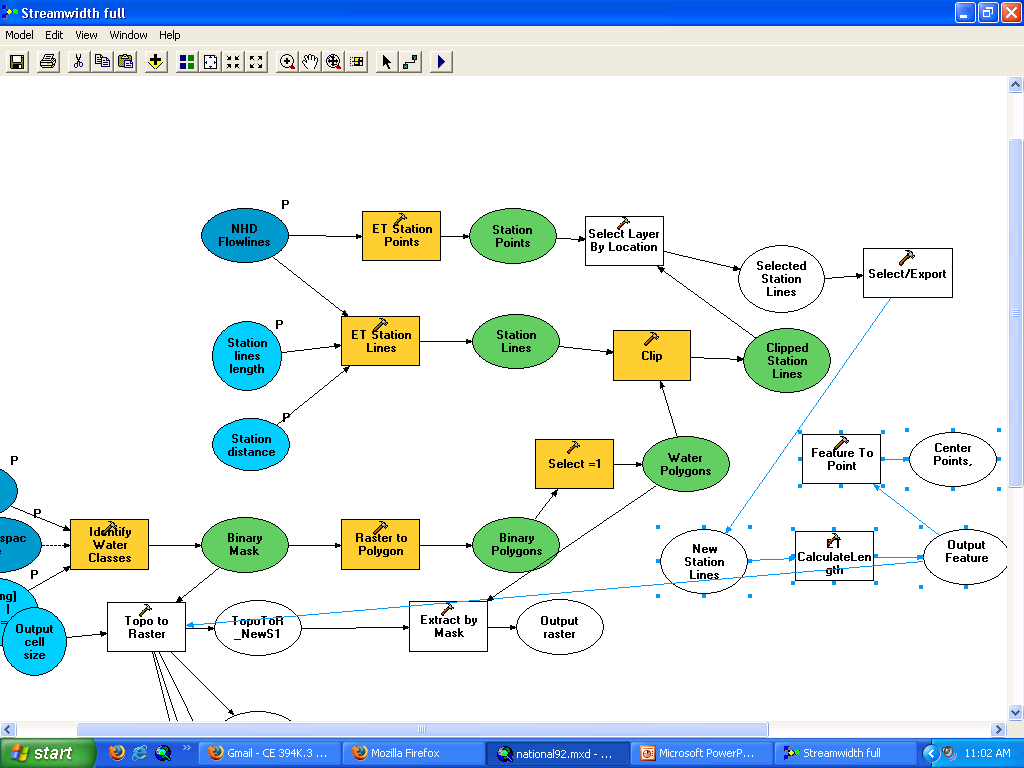 Streamwidth full
Model Edit View Window Help
P
NHD
Flowlines
ET Station
Points
Station
Points
Select Layer
By Location
Selected
Station
Lines
Select/Export
P
Station
lines
length
ET Station
Lines
Station
Lines
Clip
Clipped
Station
Lines
P
Station
distance
Select =1
Water
Polygons
Feature To
Point
Center
Points,
P
P
spac
e
Identify
Water
Classes
Binary
Mask
Raster to
Polygon
Binary
Polygons
New
Station
Lines
ET
CalculateLen
gth
Output
Feature
P
ng]
l
=
Output
cell
size
Topo to
Raster
TopoToR
_NewS1
Extract by
Mask
Output
raster
start
Gmail - CE 394K.3 ...
Mozilla Firefox
national92.mxd - ...
Microsoft PowerP...
Streamwidth full
11:02 AM